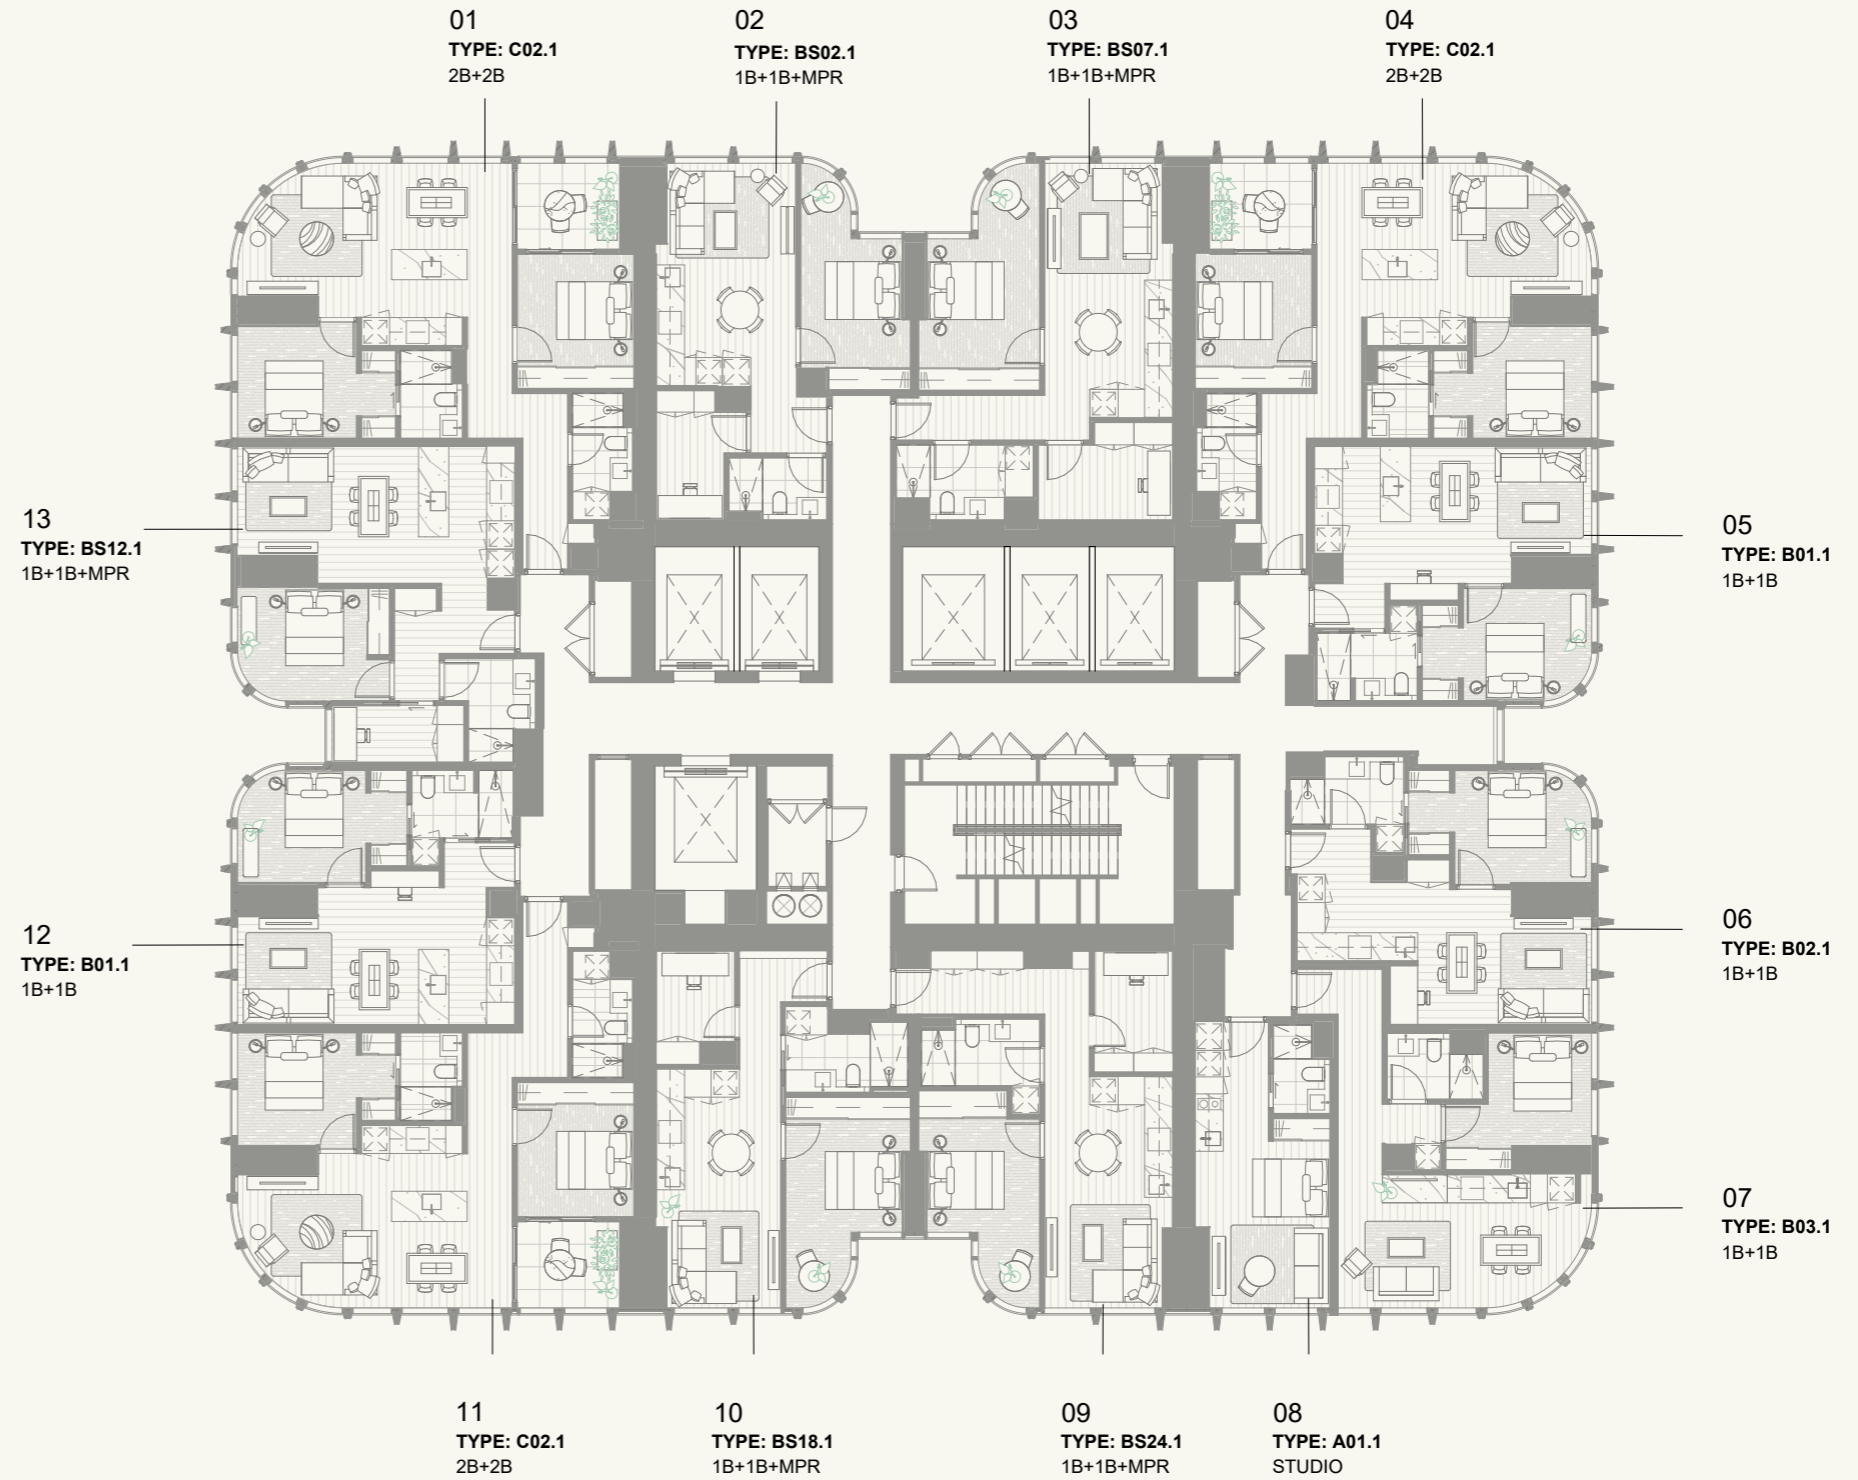 01
TYPE: C02.1
2B+2B
02
TYPE: BS02.1
1B+1B+MPR
03
TYPE: BS07.1
1B+1B+MPR
04
TYPE: C02.1
2B+2B
13
TYPE: BS12.1
1B+1B+MPR
05
TYPE: B01.1
1B+1B
12
TYPE: B01.1
1B+1B
06
TYPE: B02.1
1B+1B
07
TYPE: B03.1
1B+1B
11
TYPE: C02.1
2B+2B
10
TYPE: BS18.1
1B+1B+MPR
09
TYPE: BS24.1
1B+1B+MPR
08
TYPE: A01.1
STUDIO